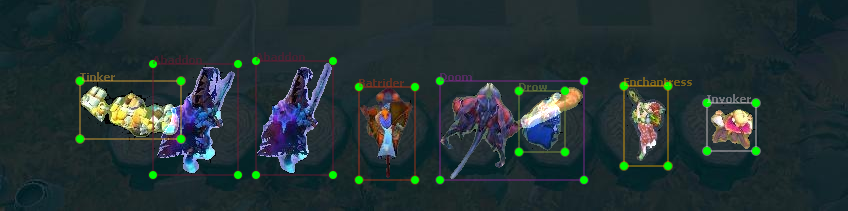 Tinker
Batrider
Doom
Drow
Enchantress
Invoker